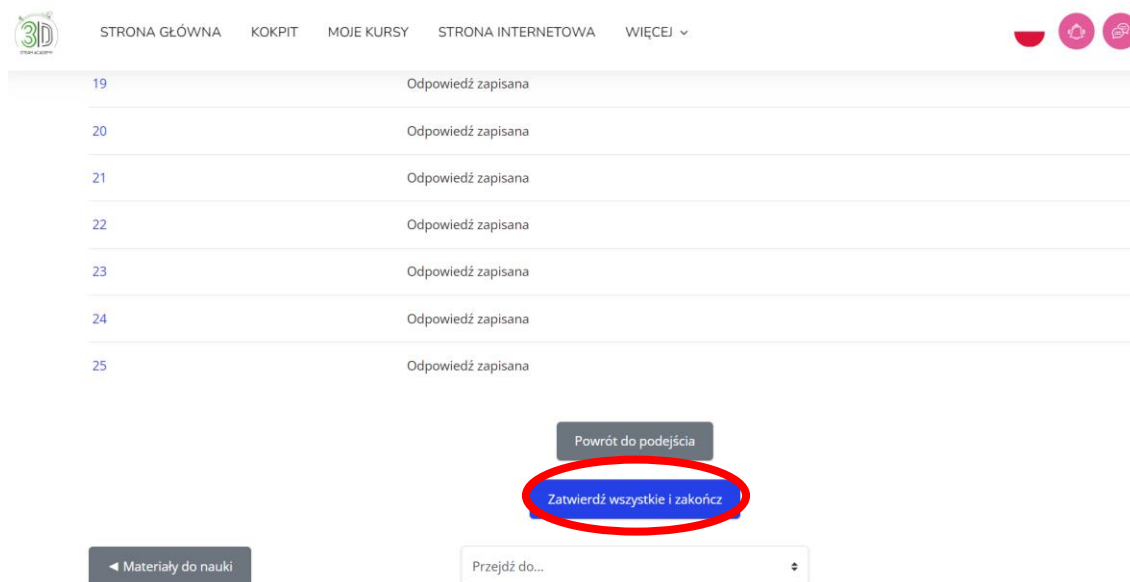 3D
STRONA GŁÓWNA KOKPIT MOJE KURSY STRONA INTERNETOWA WIĘCEJ
19 Odpowiedź zapisana
20 Odpowiedź zapisana
21 Odpowiedź zapisana
22 Odpowiedź zapisana
23 Odpowiedź zapisana
24 Odpowiedź zapisana
25 Odpowiedź zapisana
Powrót do podejścia
Zatwierdź wszystkie i zakończ
◄ Materiały do nauki Przejdź do...